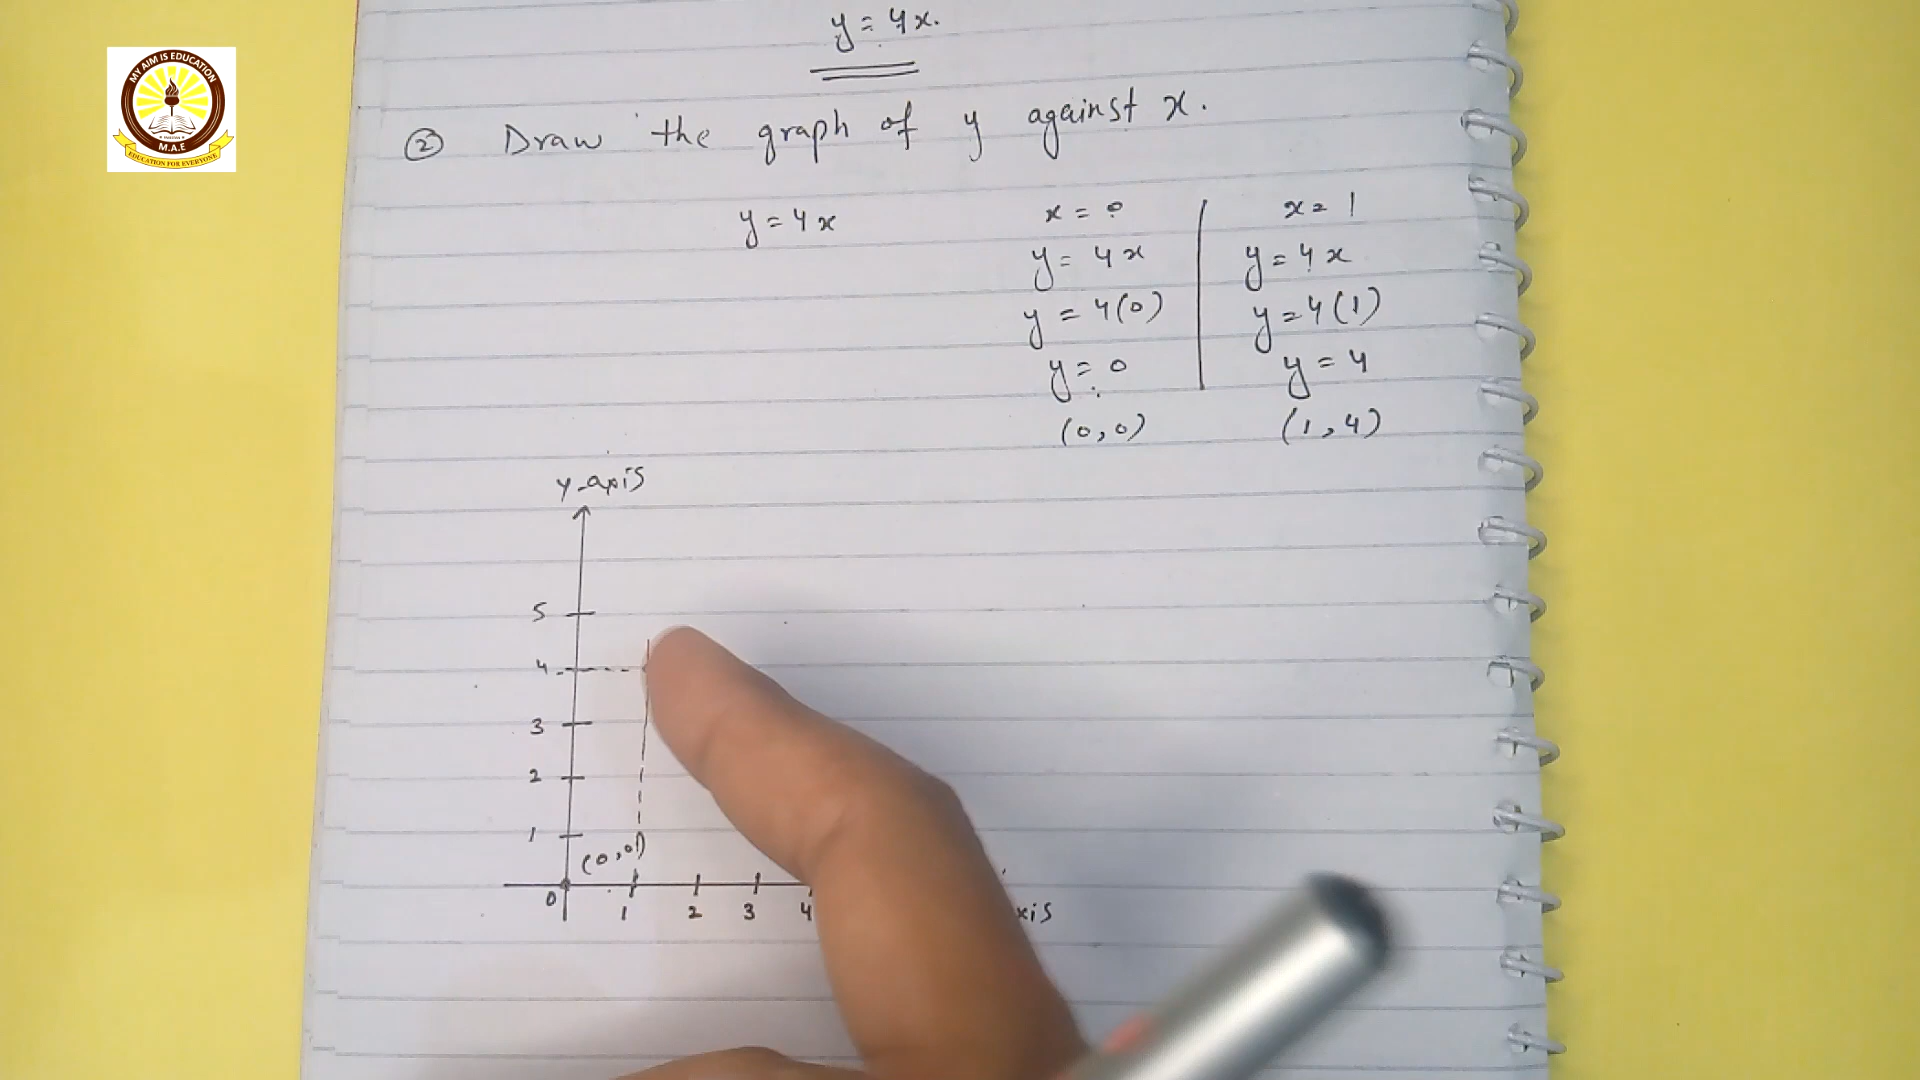 MY AIM IS EDUCATION
M.A.E
EDUCATION FOR EVERYONE
y = 4x.
② Draw the graph of y against x.
y = 4x
x = 0
y = 4x
y = 4(0)
y = 0
(0,0)
x = 1
y = 4x
y = 4(1)
y = 4
(1,4)
y-axis
5
4
3
2
1
(0,0)
0 1 2 3 4 xis